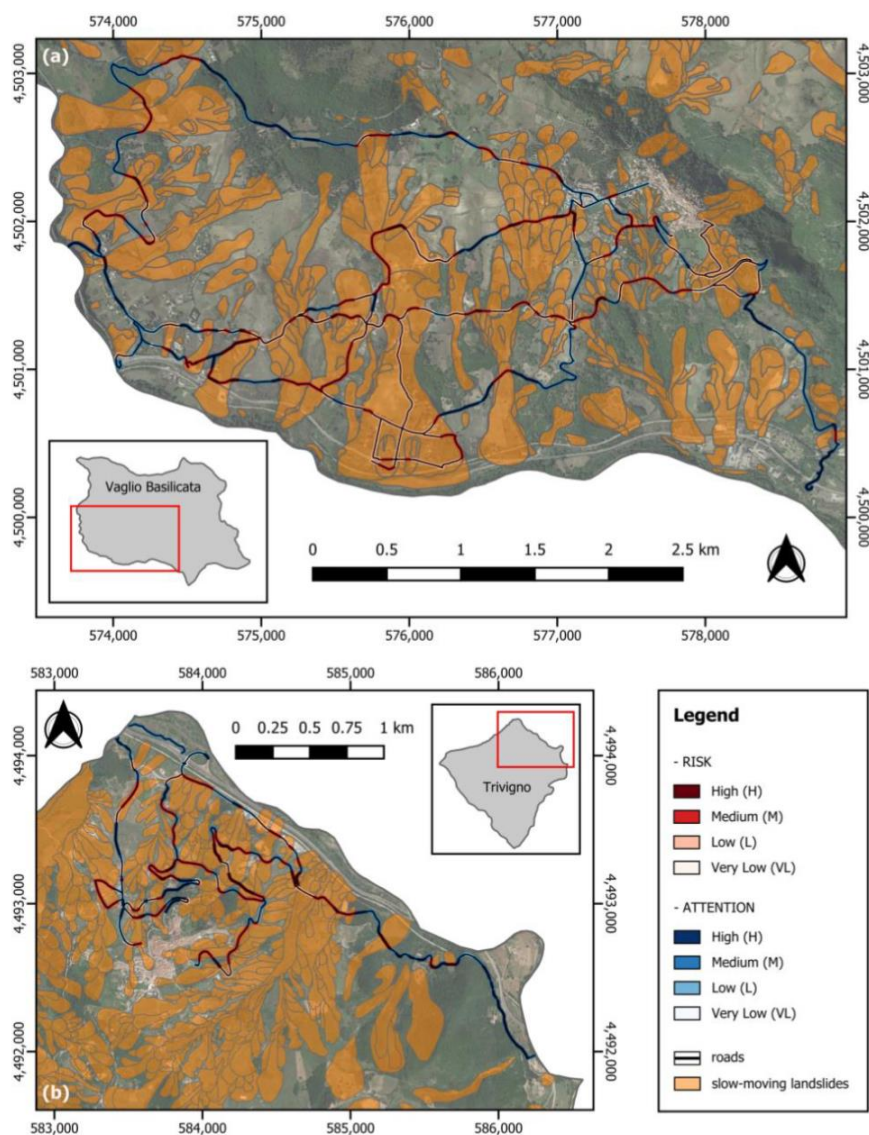 574,000 575,000 576,000 577,000 578,000
(a)
4,503,000 4,503,000
4,502,000 4,502,000
4,501,000 4,501,000
4,500,000 4,500,000
Vaglio Basilicata
0 0.5 1 1.5 2 2.5 km
574,000 575,000 576,000 577,000 578,000
583,000 584,000 585,000 586,000
0 0.25 0.5 0.75 1 km
Trivigno
4,494,000 4,494,000
4,493,000 4,493,000
4,492,000 4,492,000
(b)
583,000 584,000 585,000 586,000
Legend
- RISK
High (H)
Medium (M)
Low (L)
Very Low (VL)
- ATTENTION
High (H)
Medium (M)
Low (L)
Very Low (VL)
roads
slow-moving landslides